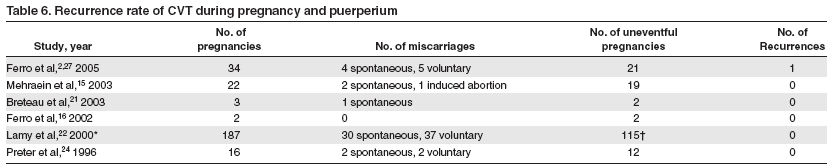 Table 6. Recurrence rate of CVT during pregnancy and puerperium
Study, year No. of pregnancies No. of miscarriages No. of uneventful pregnancies No. of Recurrences
Ferro et al,2,27 2005 34 4 spontaneous, 5 voluntary 21 1
Mehraein et al,15 2003 22 2 spontaneous, 1 induced abortion 19 0
Breteau et al,21 2003 3 1 spontaneous 2 0
Ferro et al,16 2002 2 0 2 0
Lamy et al,22 2000* 187 30 spontaneous, 37 voluntary 115† 0
Preter et al,24 1996 16 2 spontaneous, 2 voluntary 12 0